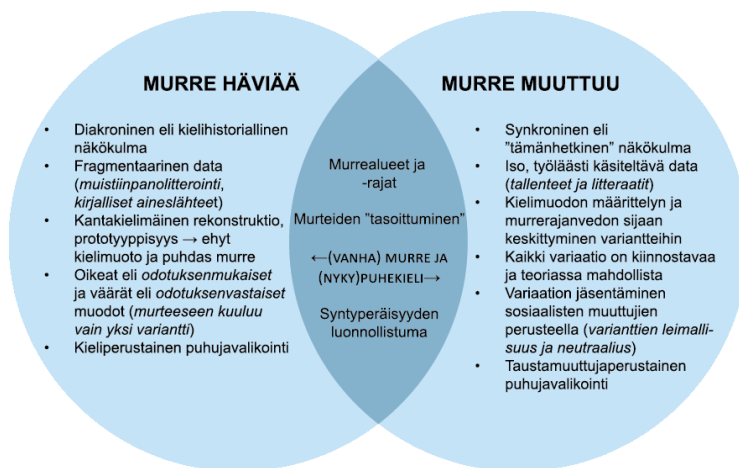 MURRE HÄVIÄÄ
• Diakroninen eli kielihistoriallinen
näkökulma
• Fragmentaarinen data
(muistiinpanolitterointi,
kirjalliset aineslähteet)
• Kantakielimäinen rekonstruktio,
prototyyppisyys → ehyt
kielimuoto ja puhdas murre
• Oikeat eli odotuksenmukaiset
ja väärät eli odotuksenvastaiset
muodot (murteeseen kuuluu
vain yksi variantti)
• Kieliperustainen puhujavalikointi
Murrealueet ja
-rajat
Murteiden "tasoittuminen"
←(VANHA) MURRE JA
(NYKY)PUHEKIELI→
Syntyperäisyyden
luonnollistuma
MURRE MUUTTUU
• Synkroninen eli
"tämänhetkinen" näkökulma
• Iso, työläästi käsiteltävä data
(tallenteet ja litteraatit)
• Kielimuodon määrittelyn ja
murrerajanvedon sijaan
keskittyminen variantteihin
• Kaikki variaatio on kiinnostavaa
ja teoriassa mahdollista
• Variaation jäsentäminen
sosiaalisten muuttujien
perusteella (varianttien leimalli-
suus ja neutraalius)
• Taustamuuttujaperustainen
puhujavalikointi